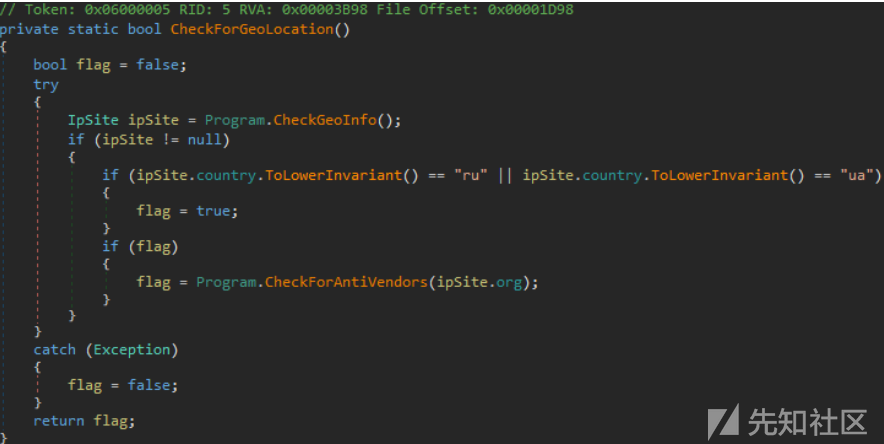 // Token: 0x06000005 RID: 5 RVA: 0x00003B98 File Offset: 0x00001D98
private static bool CheckForGeoLocation()
{
    bool flag = false;
    try
    {
        IpSite ipSite = Program.CheckGeoInfo();
        if (ipSite != null)
        {
            if (ipSite.country.ToLowerInvariant() == "ru" || ipSite.country.ToLowerInvariant() == "ua")
            {
                flag = true;
            }
            if (flag)
            {
                flag = Program.CheckForAntiVendors(ipSite.org);
            }
        }
    }
    catch (Exception)
    {
        flag = false;
    }
    return flag;
}
先知社区